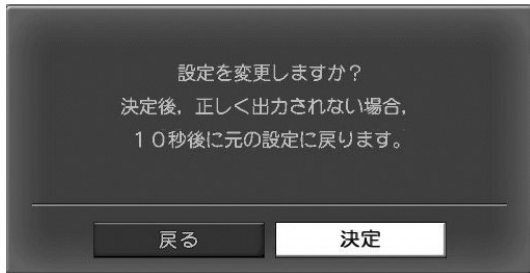 設定を変更しますか？
決定後，正しく出力されない場合，
１０秒後に元の設定に戻ります。
戻る
決定